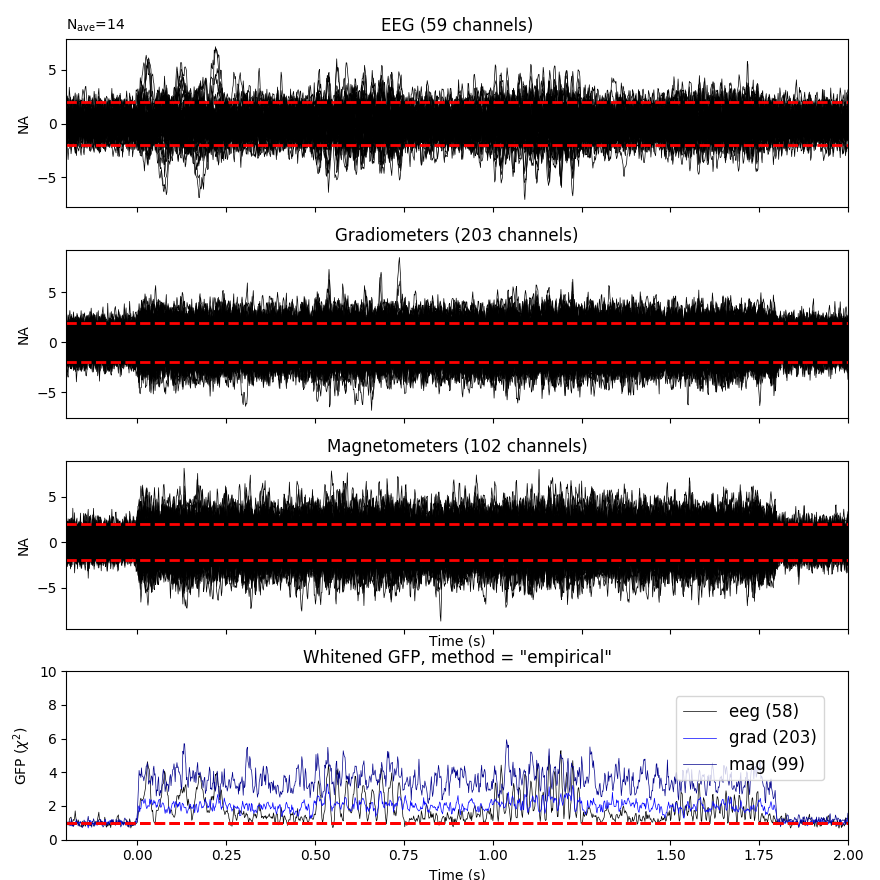 N_ave=14
EEG (59 channels)
5
0
−5
NA
Gradiometers (203 channels)
5
0
−5
NA
Magnetometers (102 channels)
5
0
−5
NA
Time (s)
Whitened GFP, method = "empirical"
10
8
6
4
2
0
GFP (χ²)
eeg (58)
grad (203)
mag (99)
0.00 0.25 0.50 0.75 1.00 1.25 1.50 1.75 2.00
Time (s)